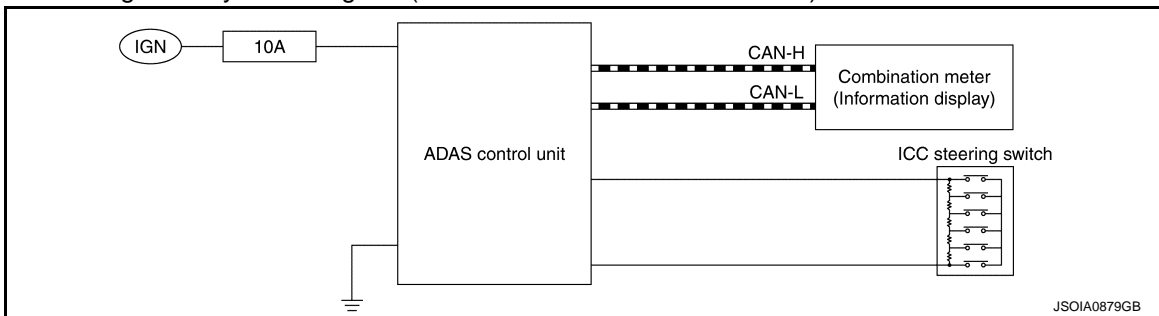 IGN
10A
ADAS control unit
CAN-H
CAN-L
Combination meter
(Information display)
ICC steering switch
JSOIA0879GB